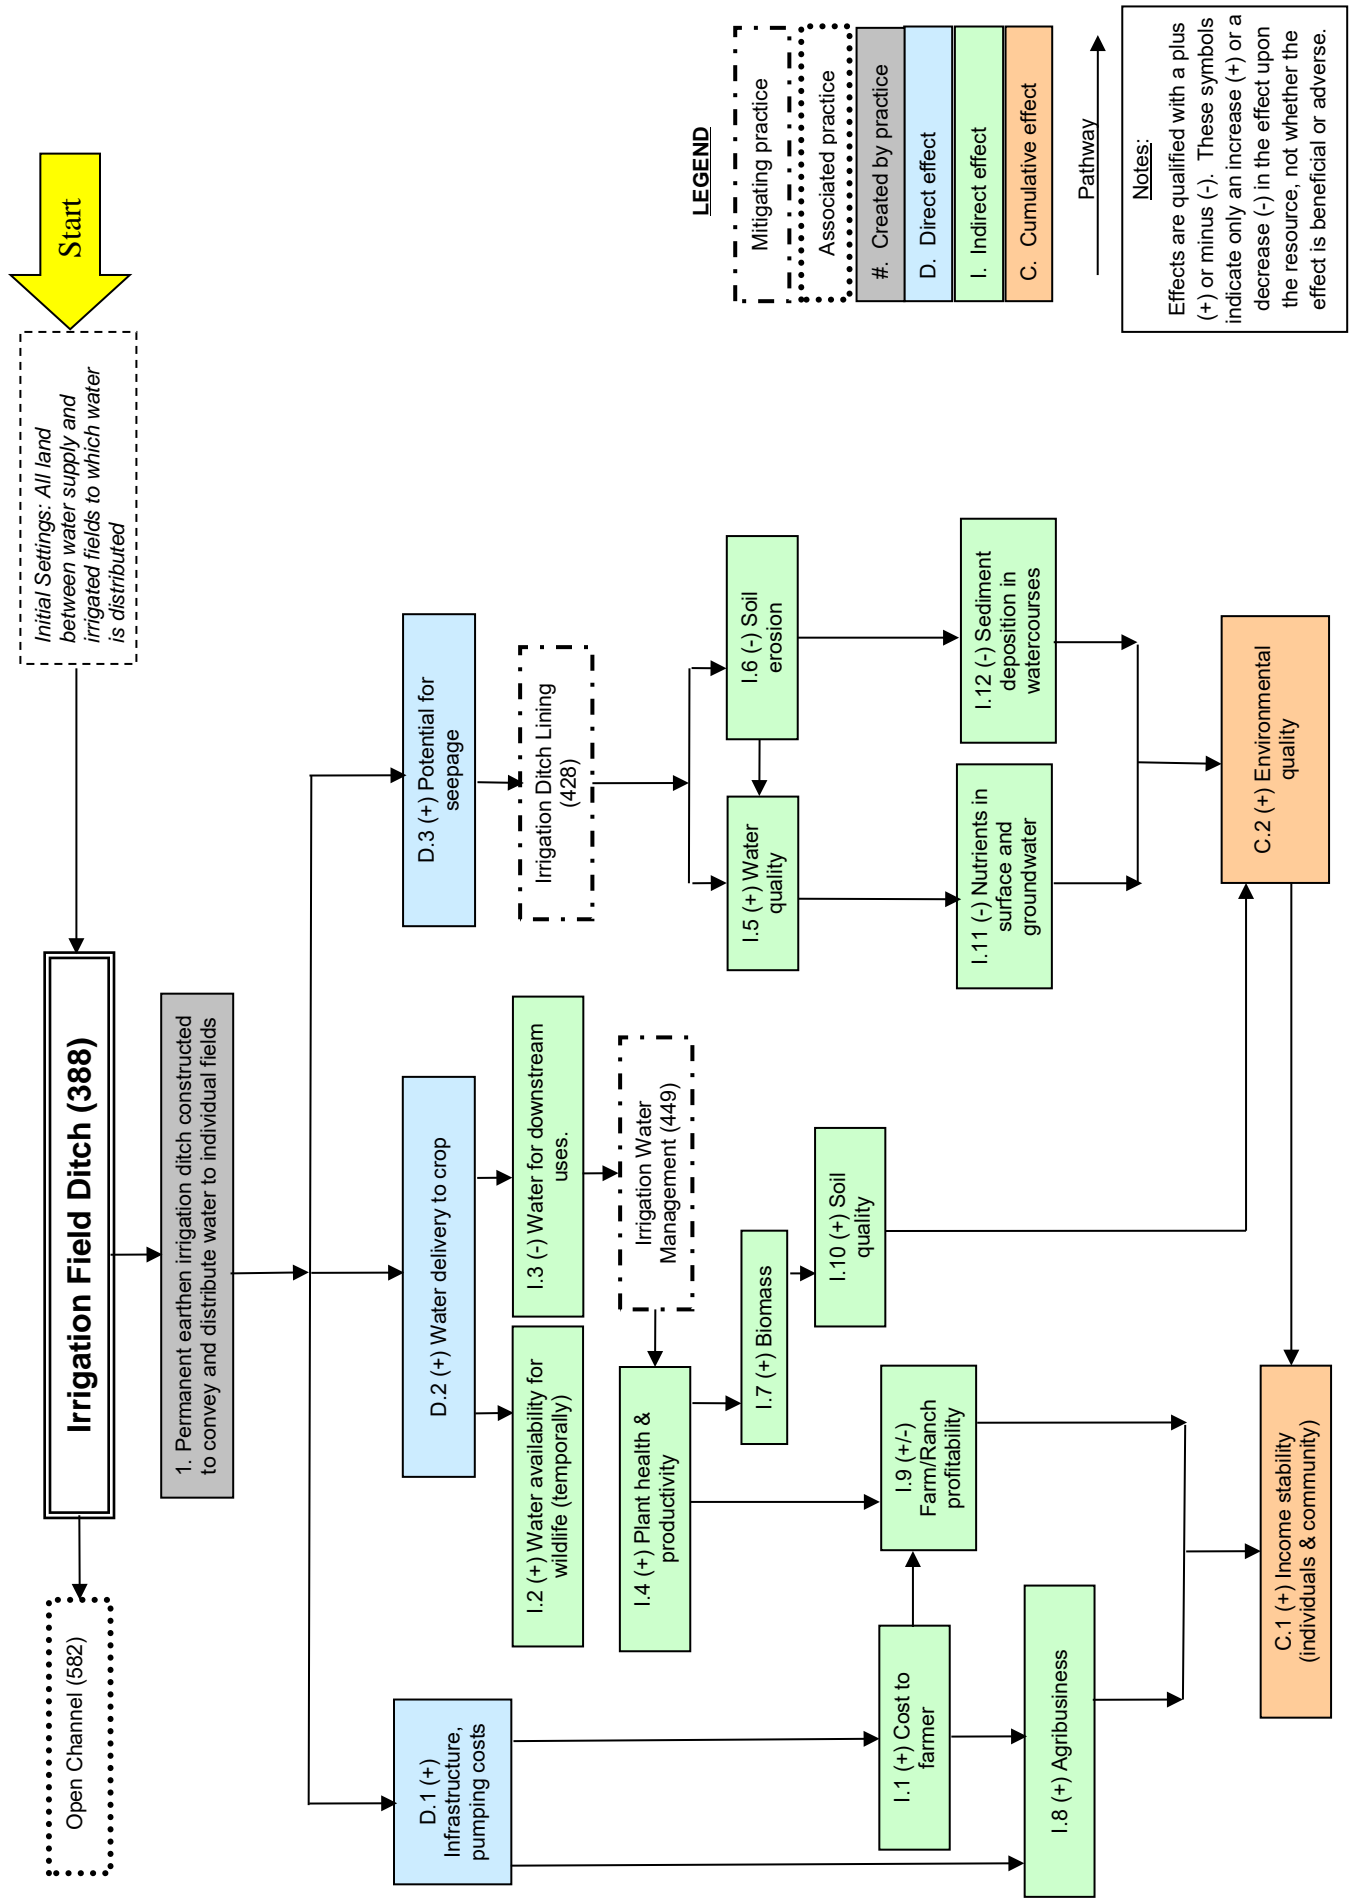 Start
Initial Settings: All land
between water supply and
irrigated fields to which water
is distributed
Irrigation Field Ditch (388)
Open Channel (582)
1. Permanent earthen irrigation ditch constructed
to convey and distribute water to individual fields
D.1 (+)
Infrastructure,
pumping costs
D.2 (+) Water delivery to crop
D.3 (+) Potential for
seepage
I.2 (+) Water availability for
wildlife (temporally)
I.3 (-) Water for downstream
uses.
Irrigation Ditch Lining
(428)
I.4 (+) Plant health &
productivity
Irrigation Water
Management (449)
I.5 (+) Water
quality
I.6 (-) Soil
erosion
I.7 (+) Biomass
I.10 (+) Soil
quality
I.1 (+) Cost to
farmer
I.9 (+/-)
Farm/Ranch
profitability
I.11 (-) Nutrients in
surface and
groundwater
I.12 (-) Sediment
deposition in
watercourses
I.8 (+) Agribusiness
C.1 (+) Income stability
(individuals & community)
C.2 (+) Environmental
quality
LEGEND
Mitigating practice
Associated practice
#. Created by practice
D. Direct effect
I. Indirect effect
C. Cumulative effect
Pathway
Notes:
Effects are qualified with a plus
(+) or minus (-). These symbols
indicate only an increase (+) or a
decrease (-) in the effect upon
the resource, not whether the
effect is beneficial or adverse.